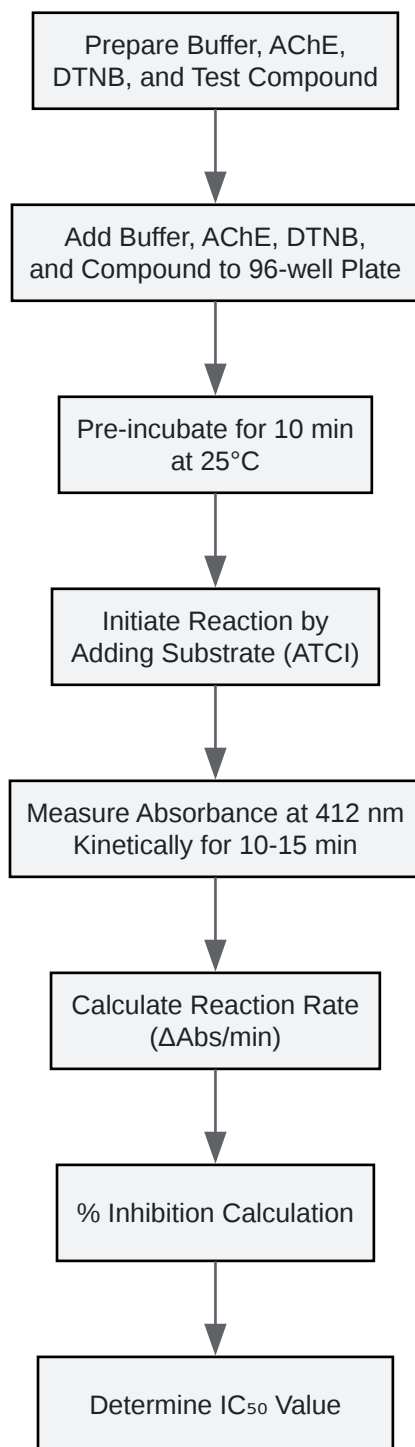 Prepare Buffer, AChE,
DTNB, and Test Compound
Add Buffer, AChE, DTNB,
and Compound to 96-well Plate
Pre-incubate for 10 min
at 25°C
Initiate Reaction by
Adding Substrate (ATCI)
Measure Absorbance at 412 nm
Kinetically for 10-15 min
Calculate Reaction Rate
(ΔAbs/min)
% Inhibition Calculation
Determine IC₅₀ Value